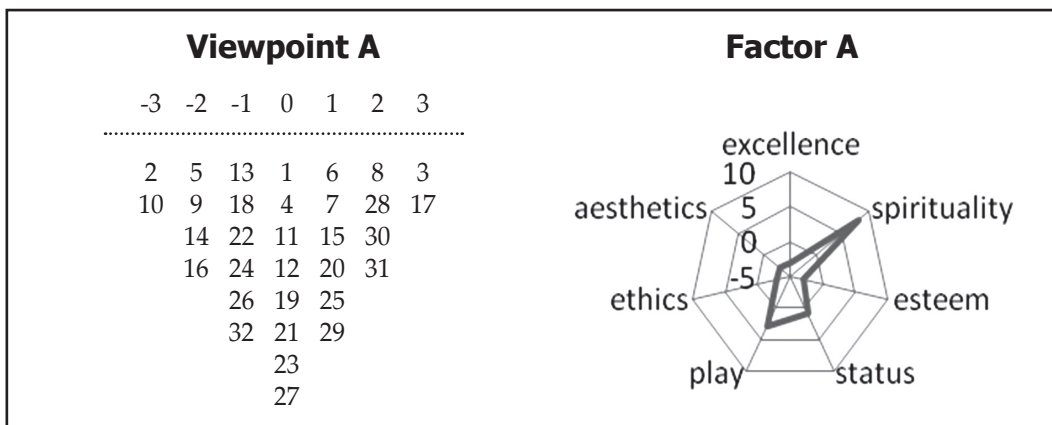 Viewpoint A
-3 -2 -1 0 1 2 3
2 5 13 1 6 8 3
10 9 18 4 7 28 17
14 22 11 15 30
16 24 12 20 31
26 19 25
32 21 29
23
27
Factor A
excellence
10
aesthetics 5 spirituality
0
-5
ethics esteem
play status